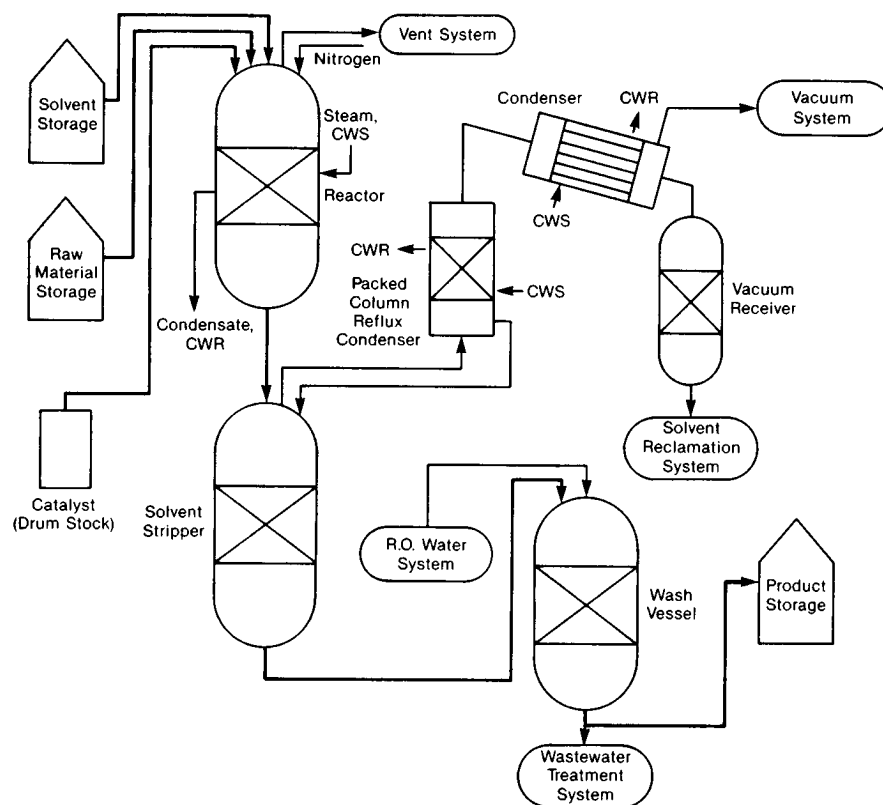 Vent System
Nitrogen
Solvent
Storage
Steam,
CWS
Reactor
Condenser
CWR
Vacuum
System
CWS
Raw
Material
Storage
Condensate,
CWR
CWR
CWS
Packed
Column
Reflux
Condenser
Vacuum
Receiver
Solvent
Reclamation
System
Catalyst
(Drum Stock)
Solvent
Stripper
R.O. Water
System
Wash
Vessel
Product
Storage
Wastewater
Treatment
System